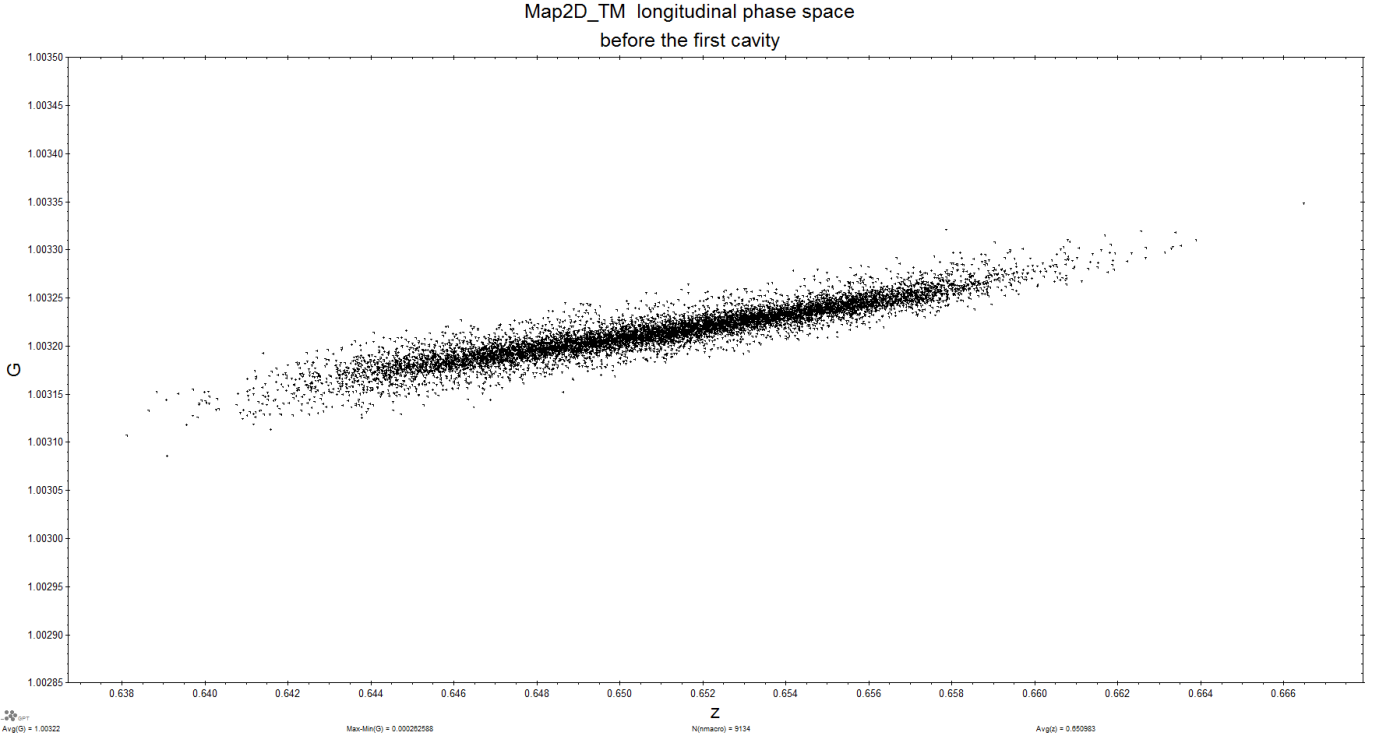 Map2D_TM longitudinal phase space
before the first cavity
1.00350
1.00345
1.00340
1.00335
1.00330
1.00325
1.00320
1.00315
1.00310
1.00305
1.00300
1.00295
1.00290
1.00285
G
0.638 0.640 0.642 0.644 0.646 0.648 0.650 0.652 0.654 0.656 0.658 0.660 0.662 0.664 0.666
z
GPT
Avg(G) = 1.00322 Max-Min(G) = 0.000262588 N(nmacro) = 9134 Avg(z) = 0.650983